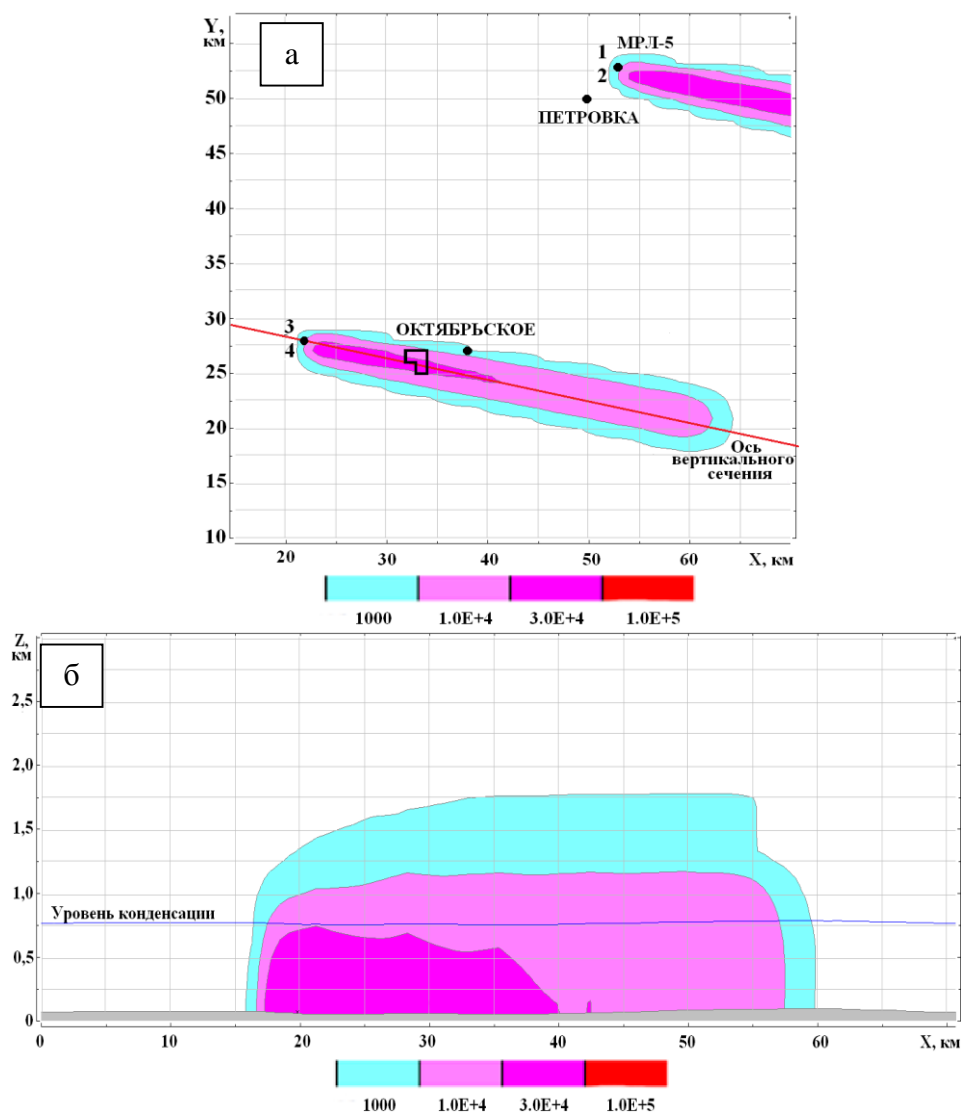 Y,
км
а
1 МРЛ-5
2
50
ПЕТРОВКА
45
40
35
30
3
ОКТЯБРЬСКОЕ
4
25
20
Ось
вертикального
сечения
15
10
20 30 40 50 60 X, км
1000 1.0E+4 3.0E+4 1.0E+5
Z,
км
б
2,5
2,0
1,5
1,0
Уровень конденсации
0,5
0
0 10 20 30 40 50 60 X, км
1000 1.0E+4 3.0E+4 1.0E+5